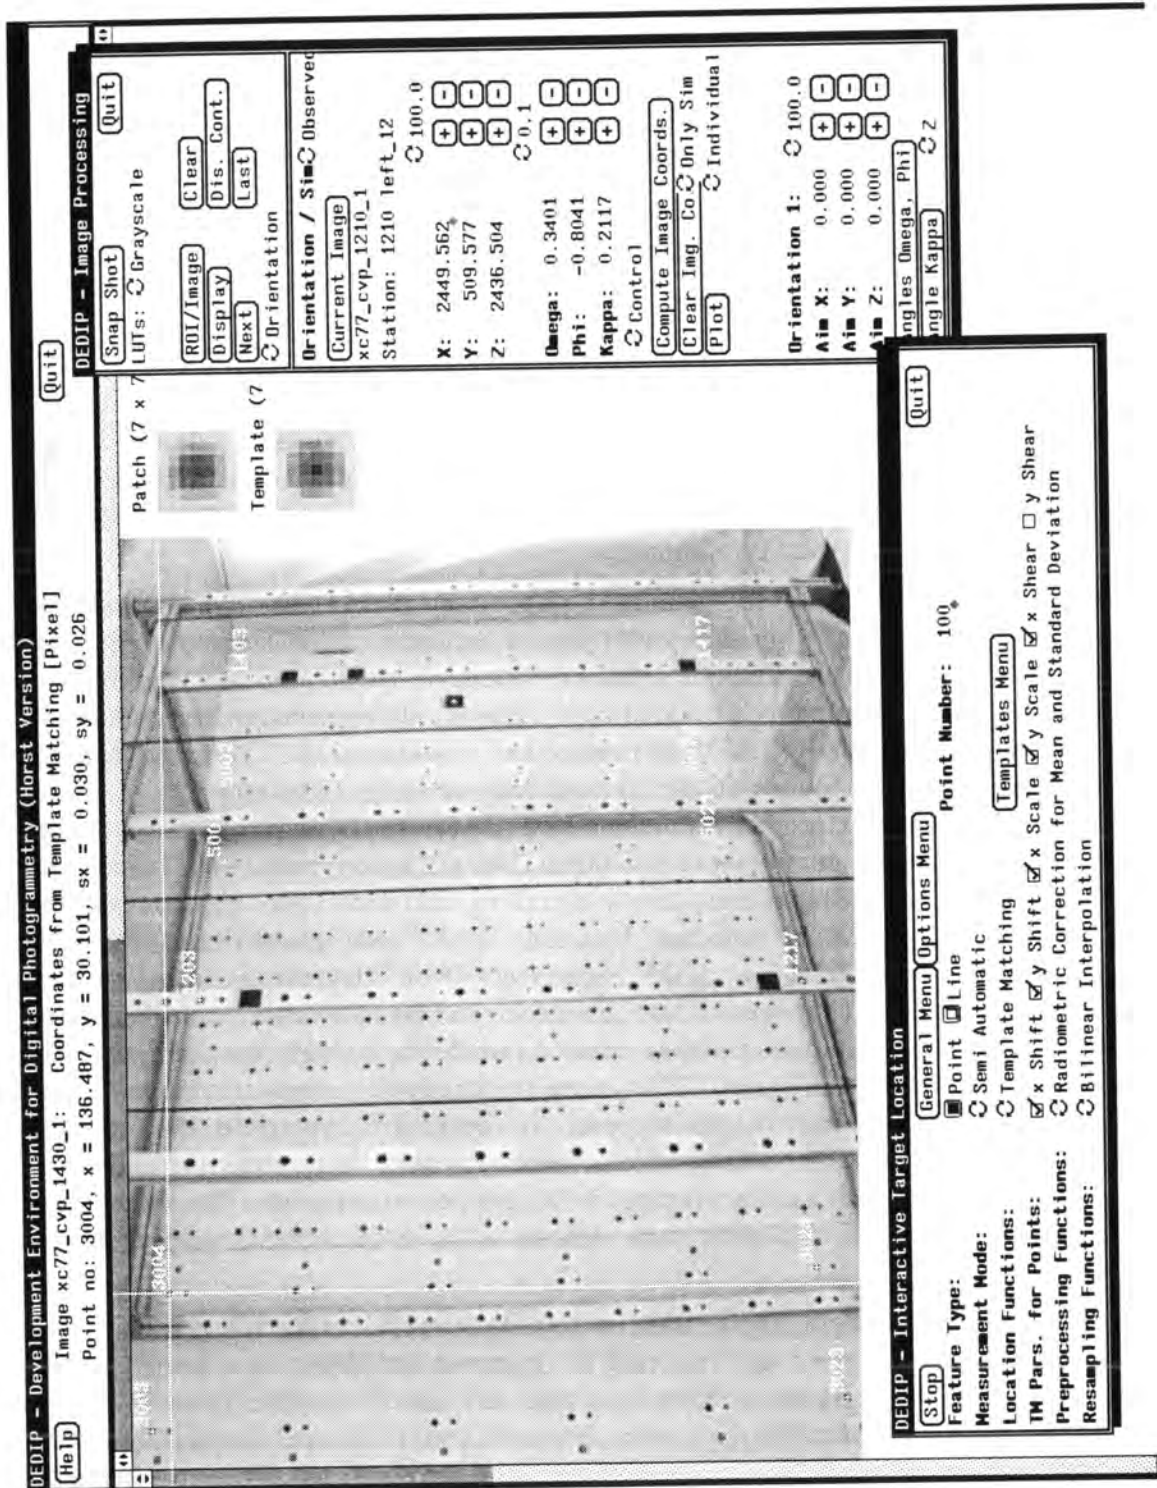 DEDIP - Development Environment for Digital Photogrammetry (Horst Version)
Help
Image xc77_cvp_1430_1:    Coordinates from Template Matching [Pixel]
Quit
Point no: 3004, x = 136.487, y = 30.101, sx =  0.030, sy =  0.026
3004
1203
5001
5003
1403
3023
1217
5021
1417
Patch (7 x 7
Template (7
DEDIP - Image Processing
Snap Shot
Quit
LUTs: Grayscale
ROI/Image
Clear
Display
Dis. Cont.
Next
Last
Orientation
Orientation / Sim Observed
Current Image
xc77_cvp_1210_1
Station: 1210 left_12
100.0
X:  2449.562 + -
Y:   509.577 + -
Z:  2436.504 + -
0.1
Omega:  0.3401 + -
Phi:  -0.8041 + -
Kappa:  0.2117 + -
Control
Compute Image Coords.
Clear Img. Co. Only Sim
Plot
Individual
Orientation 1: 100.0
Aim X:  0.000 + -
Aim Y:  0.000 + -
Aim Z:  0.000 + -
ngles Omega, Phi
ngle Kappa
Z
DEDIP - Interactive Target Location
Stop
General Menu
Options Menu
Quit
Feature Type: Point Line
Point Number: 100
Measurement Mode: Semi Automatic
Location Functions: Template Matching
Templates Menu
TM Pars. for Points: x Shift y Shift x Scale y Scale x Shear y Shear
Preprocessing Functions: Radiometric Correction for Mean and Standard Deviation
Resampling Functions: Bilinear Interpolation